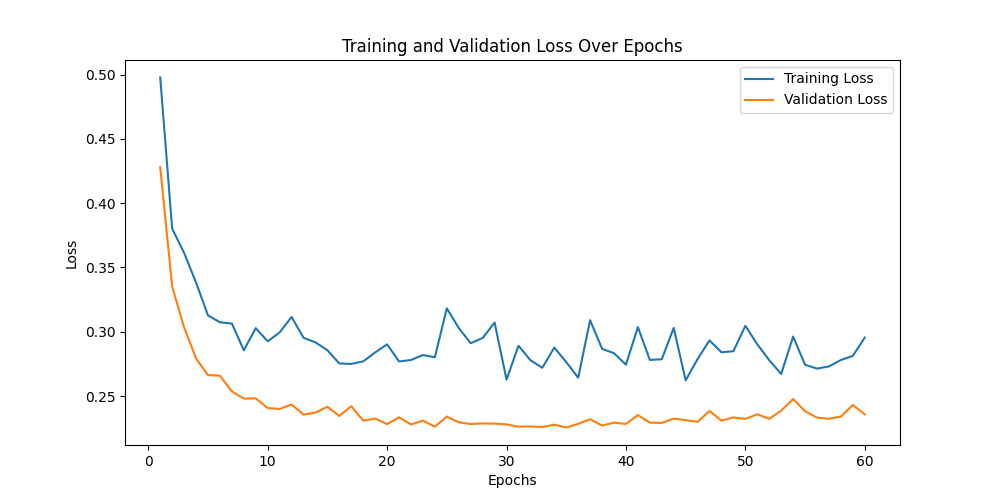 Training and Validation Loss Over Epochs
Training Loss
Validation Loss
0.50
0.45
0.40
0.35
0.30
0.25
Loss
0
10
20
30
40
50
60
Epochs